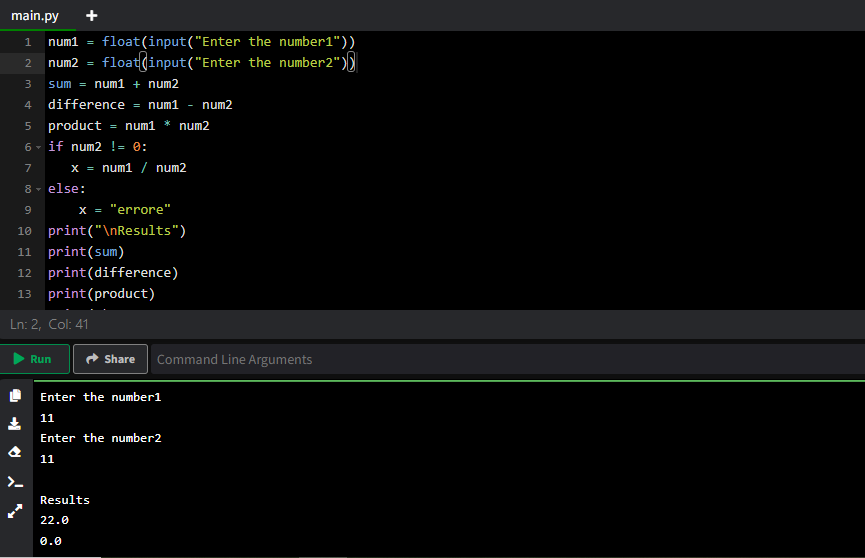 main.py +
1 num1 = float(input("Enter the number1"))
2 num2 = float(input("Enter the number2"))
3 sum = num1 + num2
4 difference = num1 - num2
5 product = num1 * num2
6 if num2 != 0:
7 x = num1 / num2
8 else:
9 x = "errore"
10 print("\nResults")
11 print(sum)
12 print(difference)
13 print(product)
Ln: 2, Col: 41
Run Share Command Line Arguments
Enter the number1
11
Enter the number2
11
Results
22.0
0.0